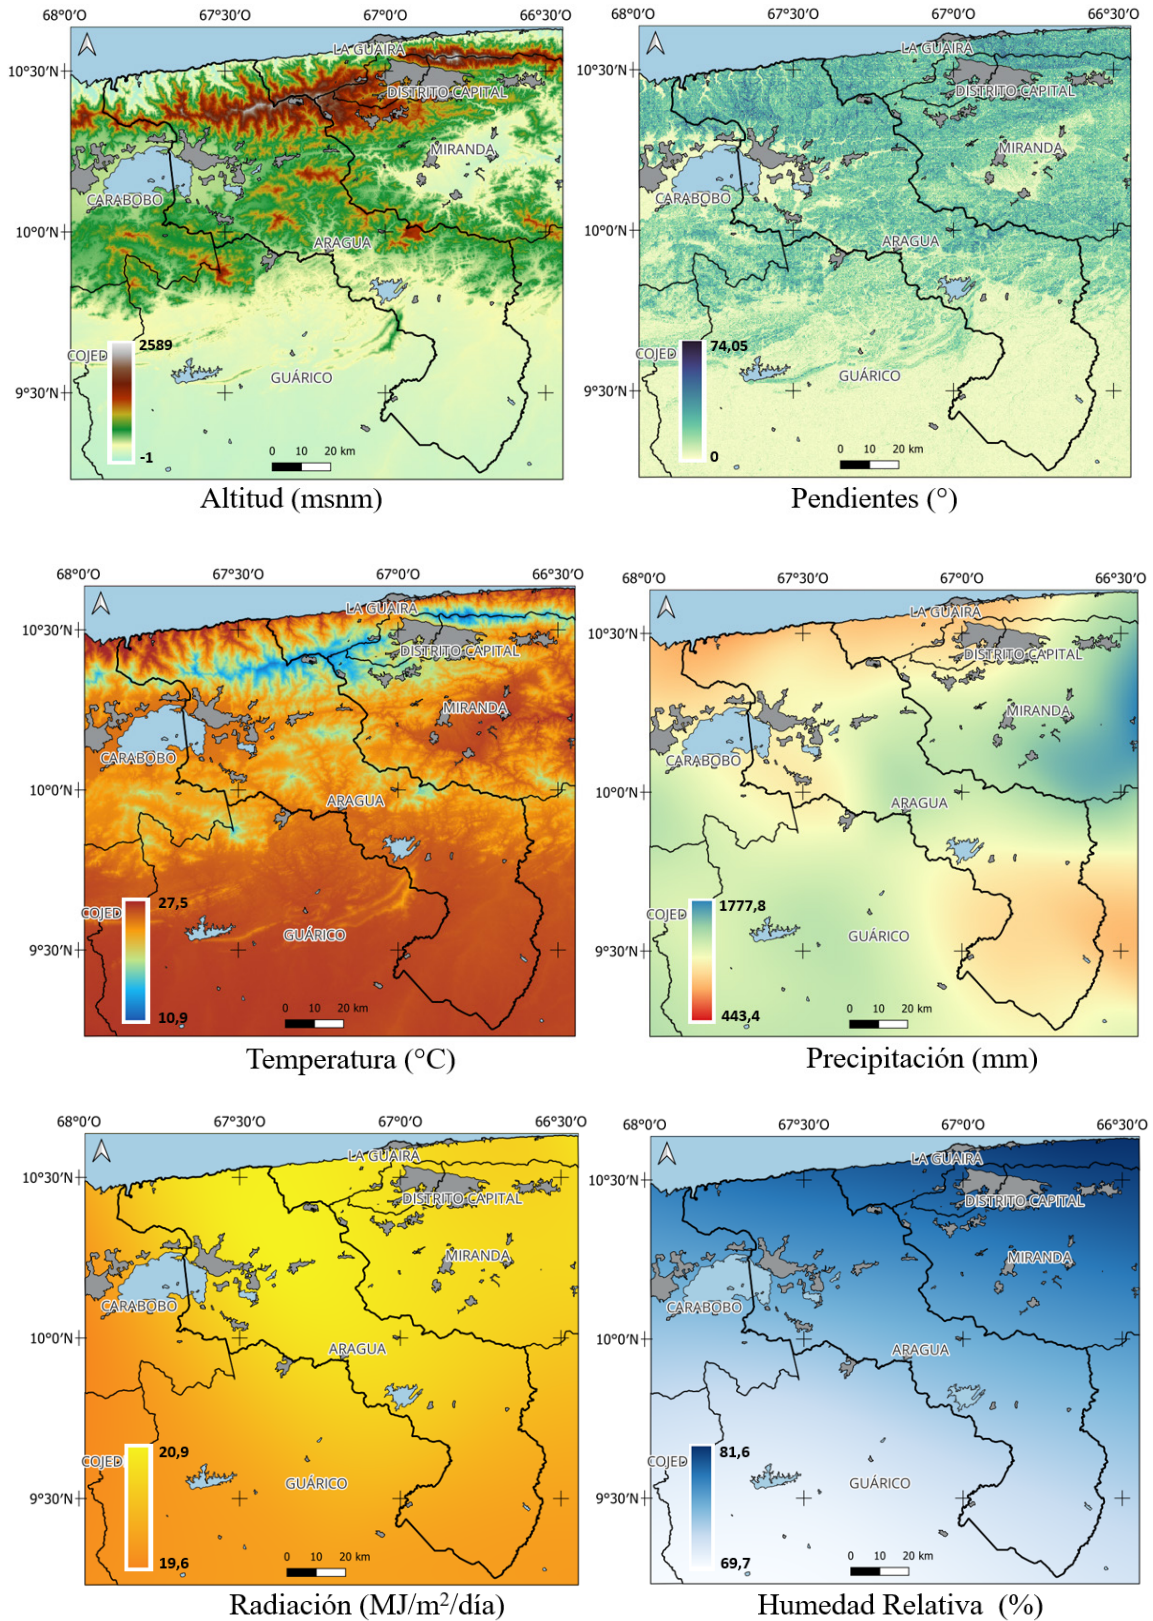 68°0'O 67°30'O 67°0'O 66°30'O
10°30'N
10°0'N
9°30'N
LA GUAIRA
DISTRITO CAPITAL
MIRANDA
CARABOBO
ARAGUA
COJED
GUÁRICO
2589
-1
0 10 20 km
Altitud (msnm)
68°0'O 67°30'O 67°0'O 66°30'O
10°30'N
10°0'N
9°30'N
LA GUAIRA
DISTRITO CAPITAL
MIRANDA
CARABOBO
ARAGUA
COJED
GUÁRICO
74,05
0
0 10 20 km
Pendientes (°)
68°0'O 67°30'O 67°0'O 66°30'O
10°30'N
10°0'N
9°30'N
LA GUAIRA
DISTRITO CAPITAL
MIRANDA
CARABOBO
ARAGUA
COJED
GUÁRICO
27,5
10,9
0 10 20 km
Temperatura (°C)
68°0'O 67°30'O 67°0'O 66°30'O
10°30'N
10°0'N
9°30'N
LA GUAIRA
DISTRITO CAPITAL
MIRANDA
CARABOBO
ARAGUA
COJED
GUÁRICO
1777,8
443,4
0 10 20 km
Precipitación (mm)
68°0'O 67°30'O 67°0'O 66°30'O
10°30'N
10°0'N
9°30'N
LA GUAIRA
DISTRITO CAPITAL
MIRANDA
CARABOBO
ARAGUA
COJED
GUÁRICO
20,9
19,6
0 10 20 km
Radiación (MJ/m²/día)
68°0'O 67°30'O 67°0'O 66°30'O
10°30'N
10°0'N
9°30'N
LA GUAIRA
DISTRITO CAPITAL
MIRANDA
CARABOBO
ARAGUA
COJED
GUÁRICO
81,6
69,7
0 10 20 km
Humedad Relativa (%)